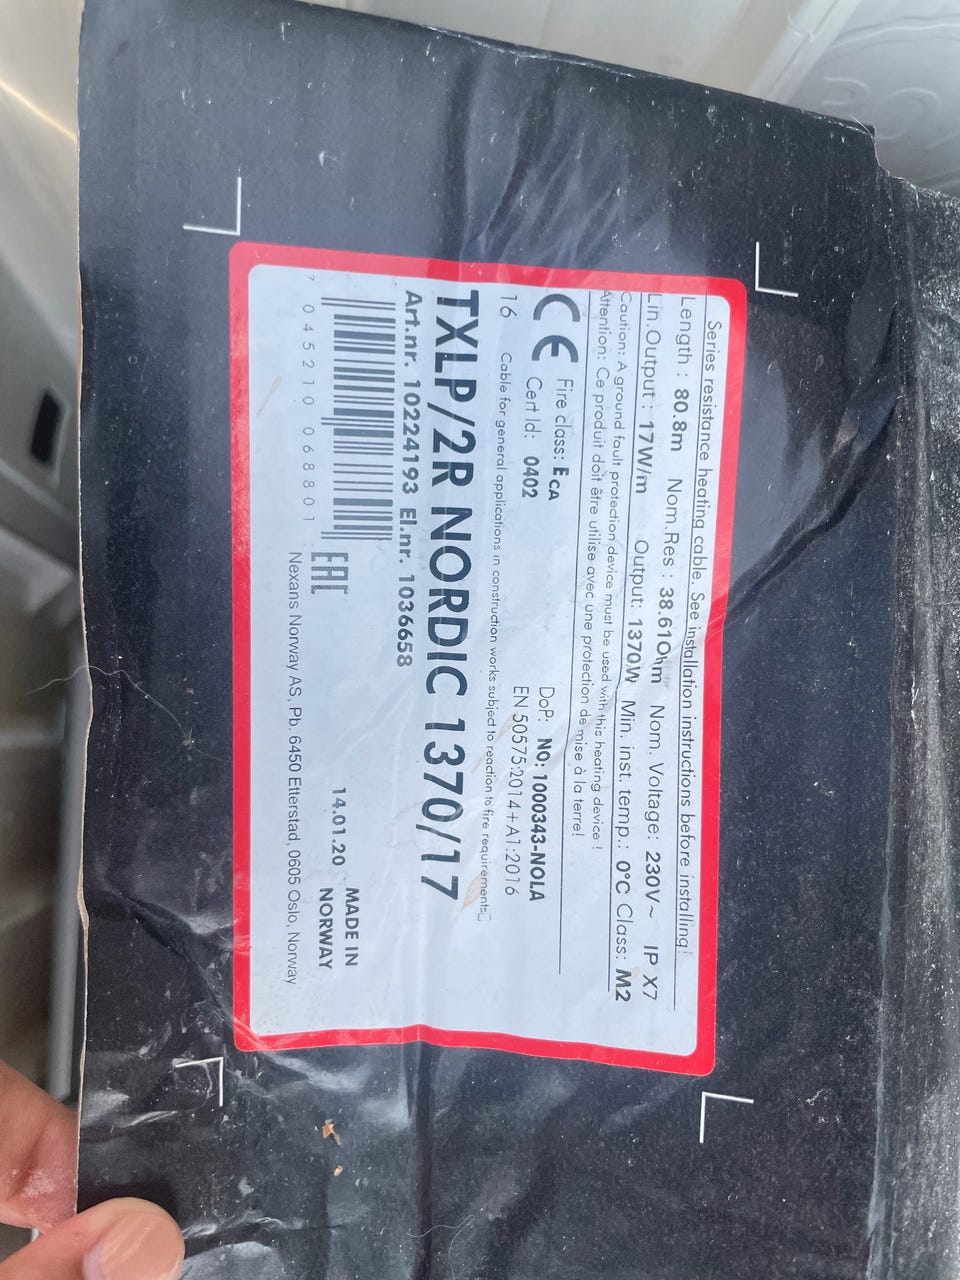 Series resistance heating cable. See installation instructions before installing!
Length : 80.8m Nom.Res : 38.61Ohm Nom. Voltage: 230V~ IP X7
Lin.Output : 17W/m Output: 1370W Min. inst. temp.: 0°C Class: M2
Caution: A ground fault protection device must be used with this heating device !
Attention: Ce produit doit être utilise avec une protection de mise à la terre!
CE Fire class: Eca DoP: NO: 1000343-NOLA
16 Cert Id: 0402 EN 50575:2014+A1:2016
Cable for general applications in construction works subject to reaction to fire requirements
TXLP/2R NORDIC 1370/17
Art.nr. 10224193 El.nr. 1036658
7 045210 068801
EAC
14.01.20
MADE IN
NORWAY
Nexans Norway AS, Pb. 6450 Etterstad, 0605 Oslo, Norway